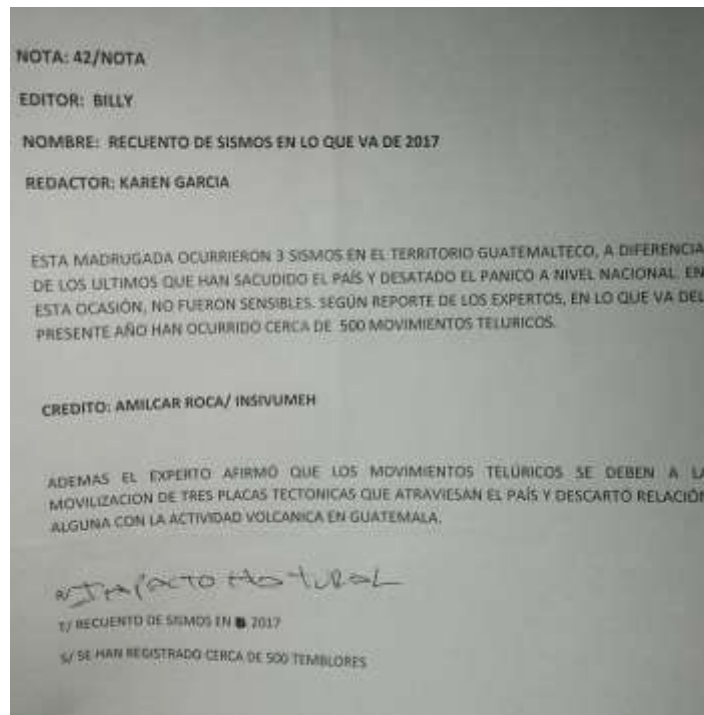 NOTA: 42/NOTA
EDITOR: BILLY
NOMBRE: RECUENTO DE SISMOS EN LO QUE VA DE 2017
REDACTOR: KAREN GARCIA
ESTA MADRUGADA OCURRIERON 3 SISMOS EN EL TERRITORIO GUATEMALTECO, A DIFERENCIA
DE LOS ULTIMOS QUE HAN SACUDIDO EL PAÍS Y DESATADO EL PANICO A NIVEL NACIONAL. EN
ESTA OCASIÓN, NO FUERON SENSIBLES. SEGÚN REPORTE DE LOS EXPERTOS, EN LO QUE VA DEL
PRESENTE AÑO HAN OCURRIDO CERCA DE 500 MOVIMIENTOS TELURICOS.
CREDITO: AMILCAR ROCA/ INSIVUMEH
ADEMAS EL EXPERTO AFIRMÓ QUE LOS MOVIMIENTOS TELÚRICOS SE DEBEN A LA
MOVILIZACION DE TRES PLACAS TECTONICAS QUE ATRAVIESAN EL PAÍS Y DESCARTO RELACIÓN
ALGUNA CON LA ACTIVIDAD VOLCANICA EN GUATEMALA.
IMPACTO NATURAL
T/ RECUENTO DE SISMOS EN 2017
S/ SE HAN REGISTRADO CERCA DE 500 TEMBLORES